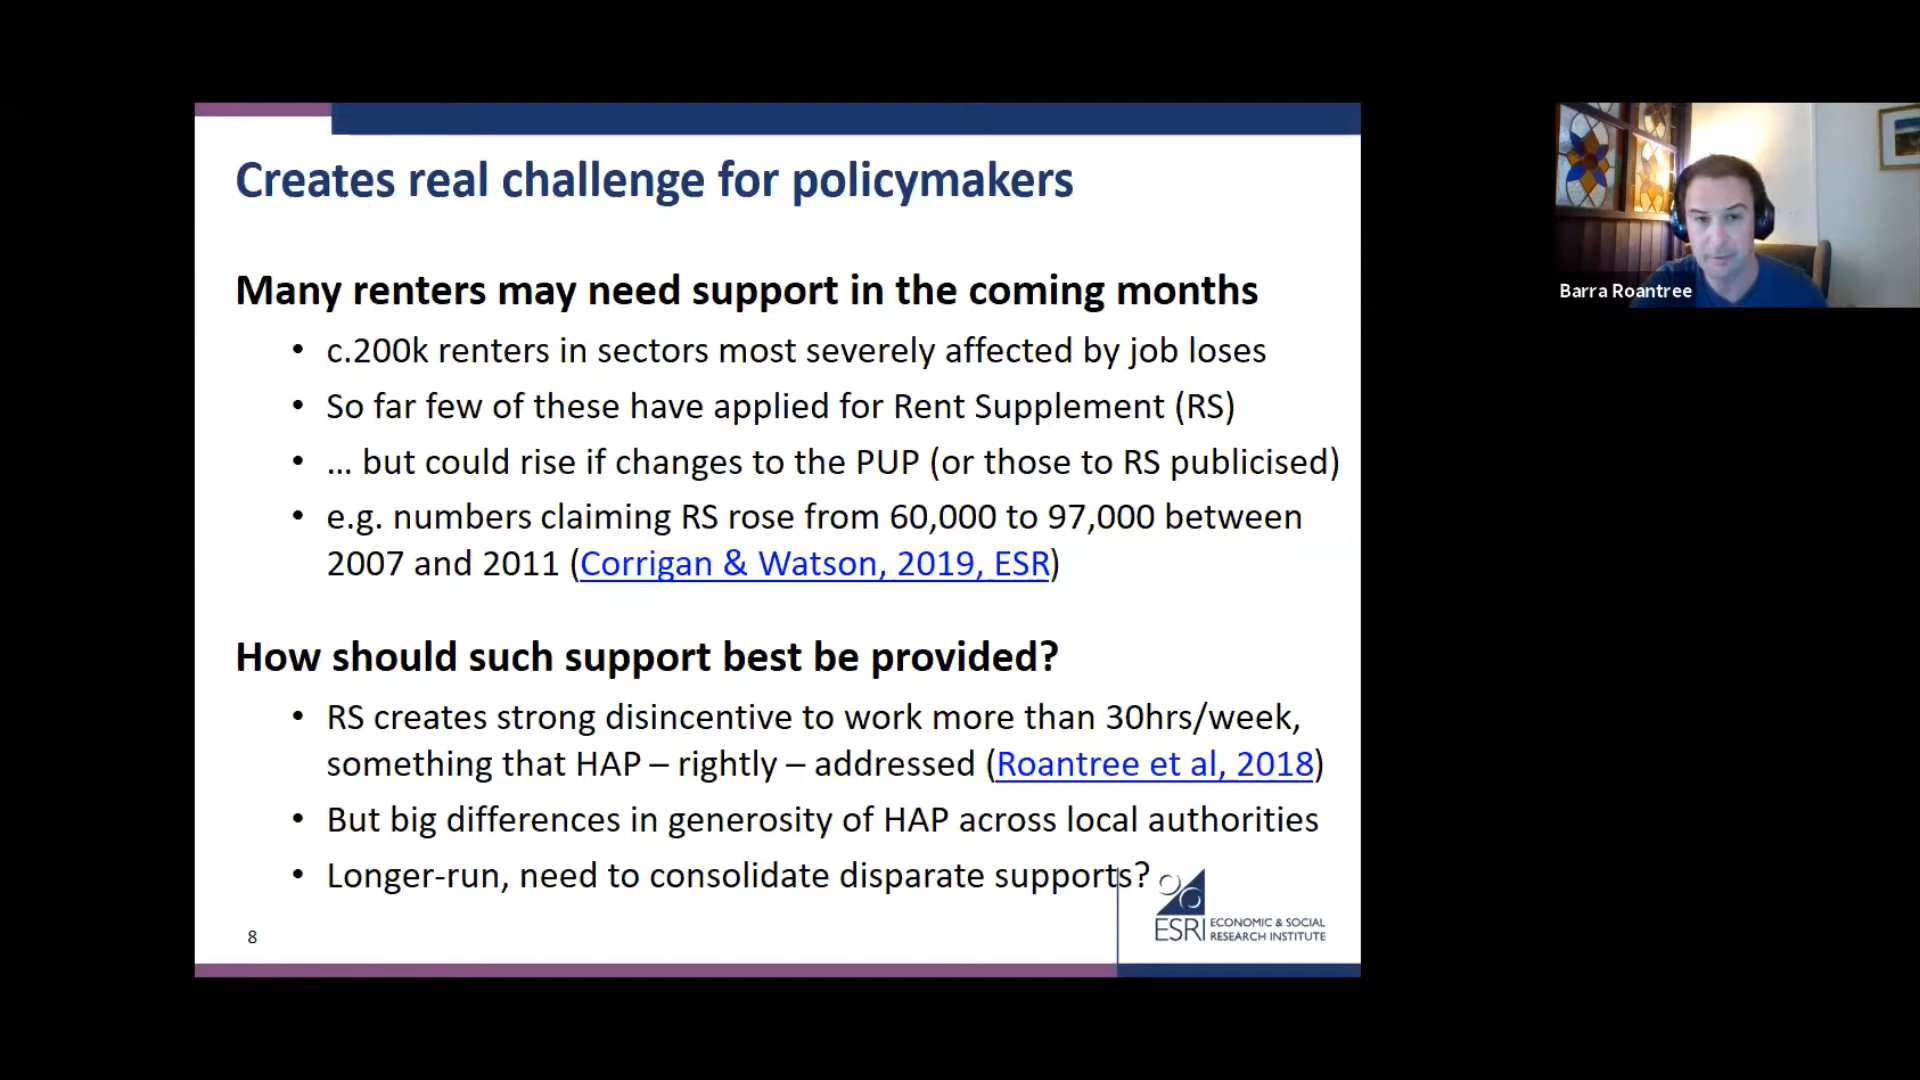 Creates real challenge for policymakers
Many renters may need support in the coming months
• c.200k renters in sectors most severely affected by job loses
• So far few of these have applied for Rent Supplement (RS)
• … but could rise if changes to the PUP (or those to RS publicised)
• e.g. numbers claiming RS rose from 60,000 to 97,000 between
2007 and 2011 (Corrigan & Watson, 2019, ESR)
How should such support best be provided?
• RS creates strong disincentive to work more than 30hrs/week,
something that HAP – rightly – addressed (Roantree et al, 2018)
• But big differences in generosity of HAP across local authorities
• Longer-run, need to consolidate disparate supports?
8
ESRI ECONOMIC & SOCIAL
RESEARCH INSTITUTE
Barra Roantree